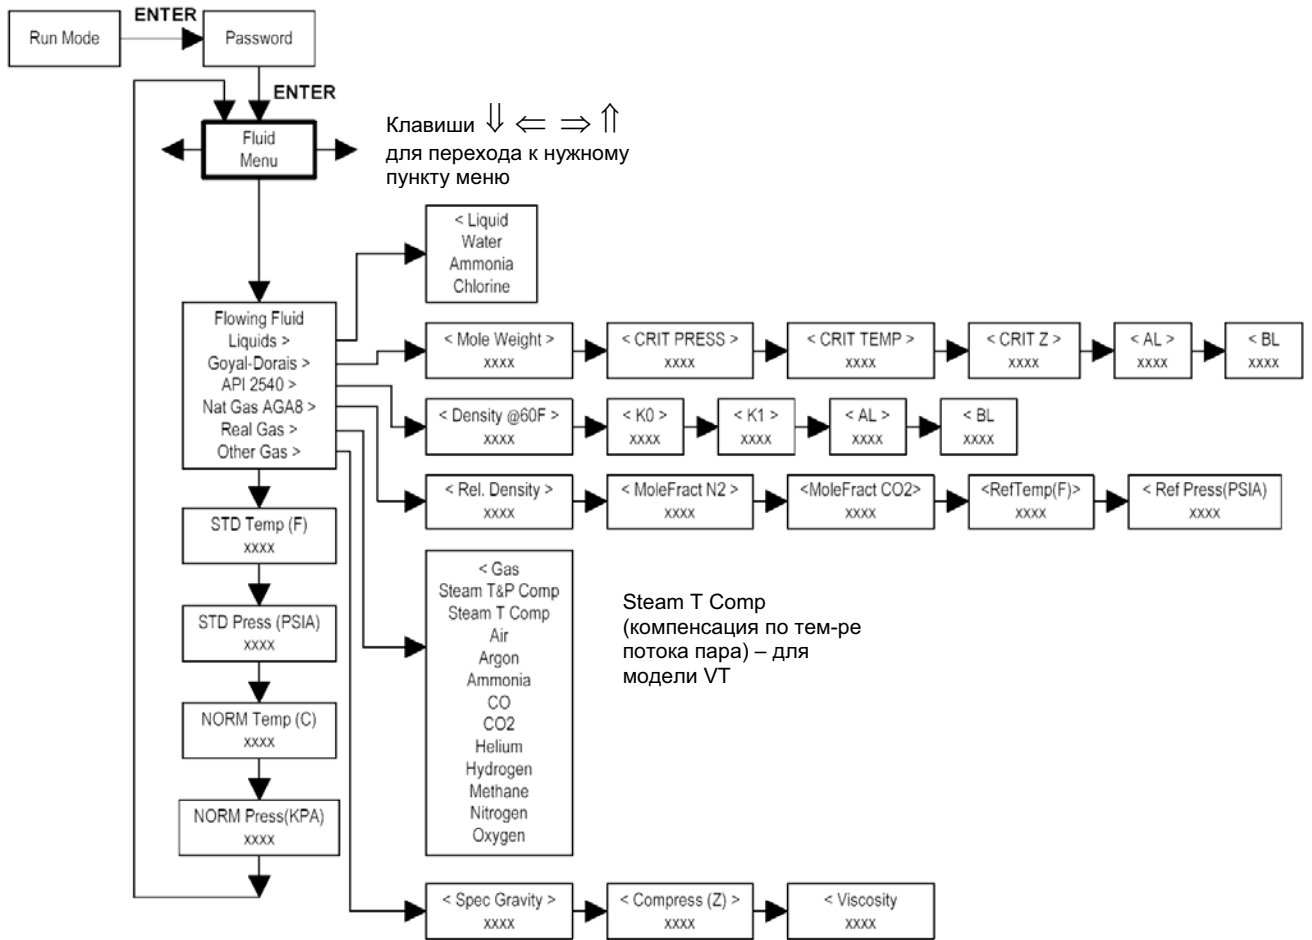 ENTER
Run Mode
Password
ENTER
Fluid
Menu
Клавиши ⇓ ⇐ ⇒ ⇑
для перехода к нужному
пункту меню
< Liquid
Water
Ammonia
Chlorine
Flowing Fluid
Liquids >
Goyal-Dorais >
API 2540 >
Nat Gas AGA8 >
Real Gas >
Other Gas >
< Mole Weight >
xxxx
< CRIT PRESS >
xxxx
< CRIT TEMP >
xxxx
< CRIT Z >
xxxx
< AL >
xxxx
< BL
xxxx
< Density @60F >
xxxx
< K0 >
xxxx
< K1 >
xxxx
< AL >
xxxx
< BL
xxxx
< Rel. Density >
xxxx
< MoleFract N2 >
xxxx
<MoleFract CO2>
xxxx
<RefTemp(F)>
xxxx
< Ref Press(PSIA)
xxxx
STD Temp (F)
xxxx
STD Press (PSIA)
xxxx
NORM Temp (C)
xxxx
NORM Press(KPA)
xxxx
< Gas
Steam T&P Comp
Steam T Comp
Air
Argon
Ammonia
CO
CO2
Helium
Hydrogen
Methane
Nitrogen
Oxygen
Steam T Comp
(компенсация по тем-ре
потока пара) – для
модели VT
< Spec Gravity >
xxxx
< Compress (Z) >
xxxx
< Viscosity
xxxx